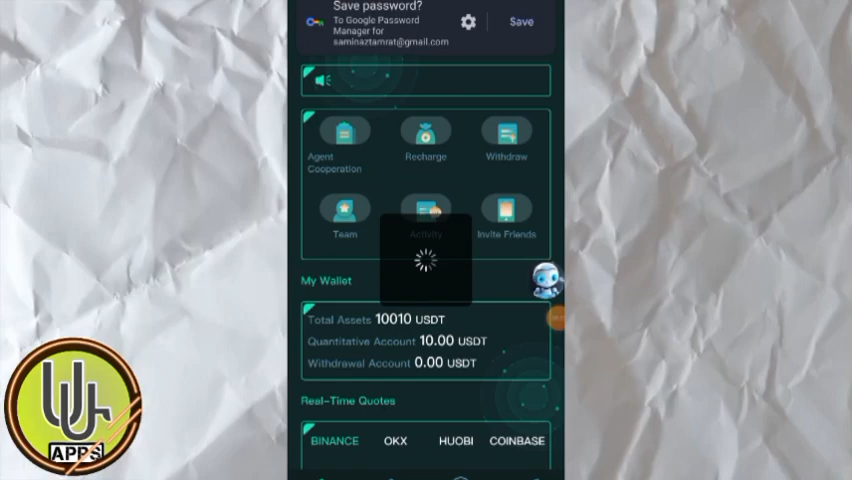 Save password?
To Google Password
Manager for
saminaztamrat@gmail.com
Save
Agent
Cooperation
Recharge
Withdraw
Team
Activity
Invite Friends
My Wallet
Total Assets 10010 USDT
Quantitative Account 10.00 USDT
Withdrawal Account 0.00 USDT
Real-Time Quotes
BINANCE OKX HUOBI COINBASE
APPS